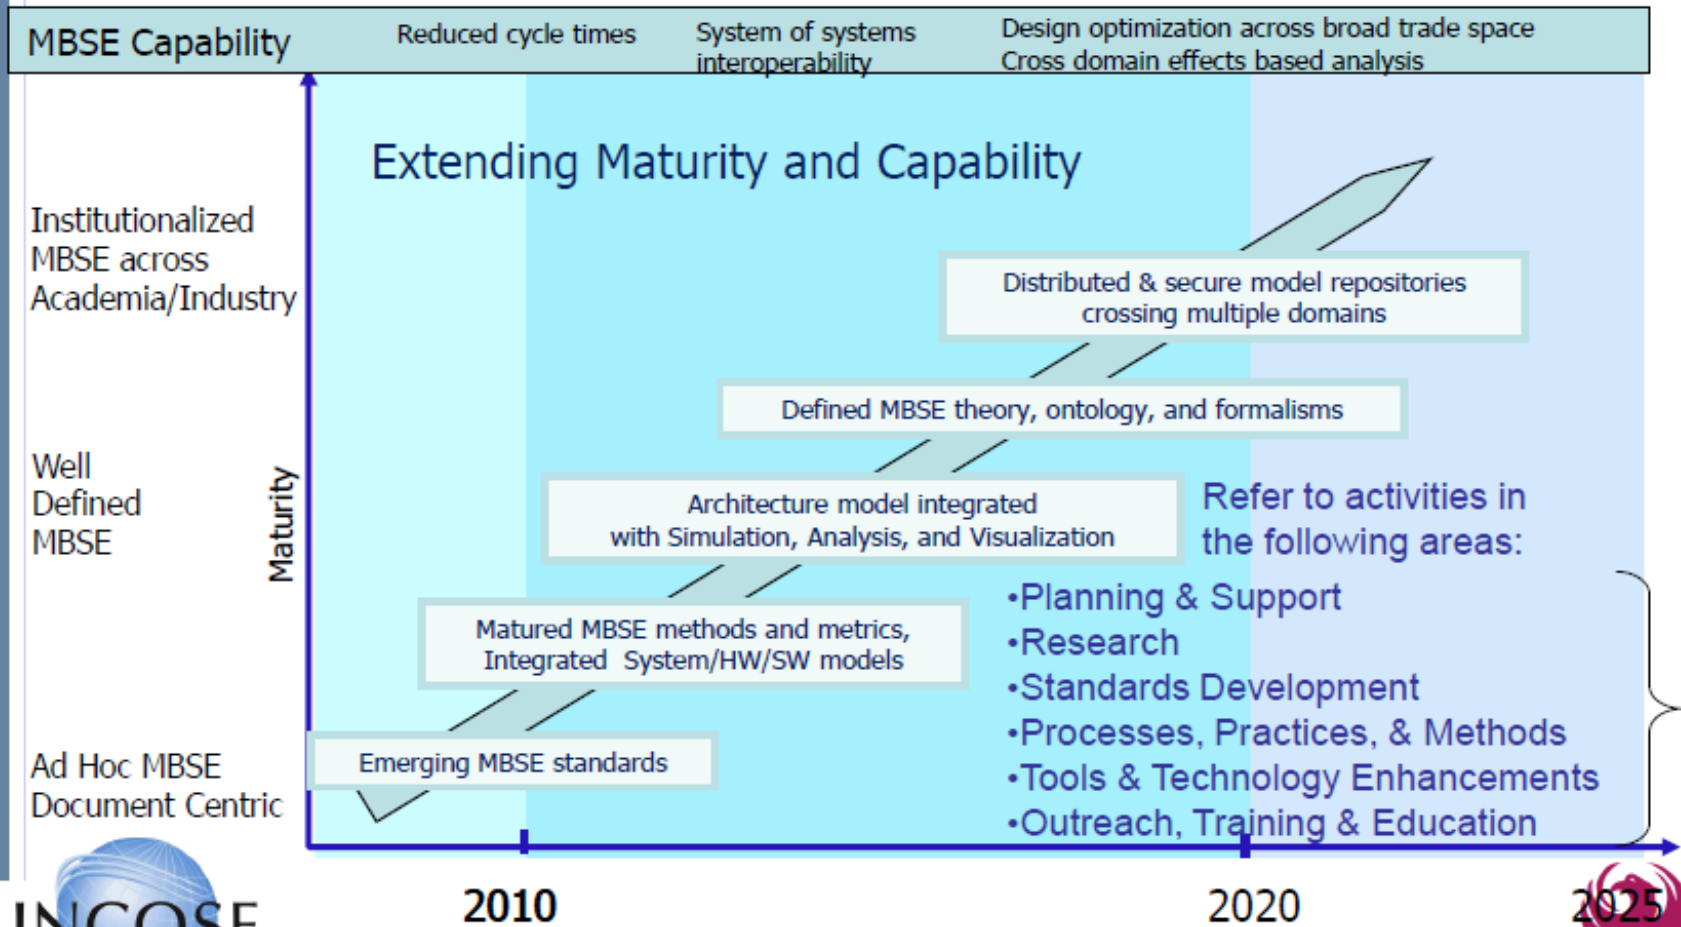 MBSE Capability
Reduced cycle times
System of systems
interoperability
Design optimization across broad trade space
Cross domain effects based analysis
Extending Maturity and Capability
Institutionalized
MBSE across
Academia/Industry
Well
Defined
MBSE
Ad Hoc MBSE
Document Centric
Maturity
Distributed & secure model repositories
crossing multiple domains
Defined MBSE theory, ontology, and formalisms
Architecture model integrated
with Simulation, Analysis, and Visualization
Matured MBSE methods and metrics,
Integrated System/HW/SW models
Emerging MBSE standards
Refer to activities in
the following areas:
•Planning & Support
•Research
•Standards Development
•Processes, Practices, & Methods
•Tools & Technology Enhancements
•Outreach, Training & Education
2010
2020
2025
INCOSE